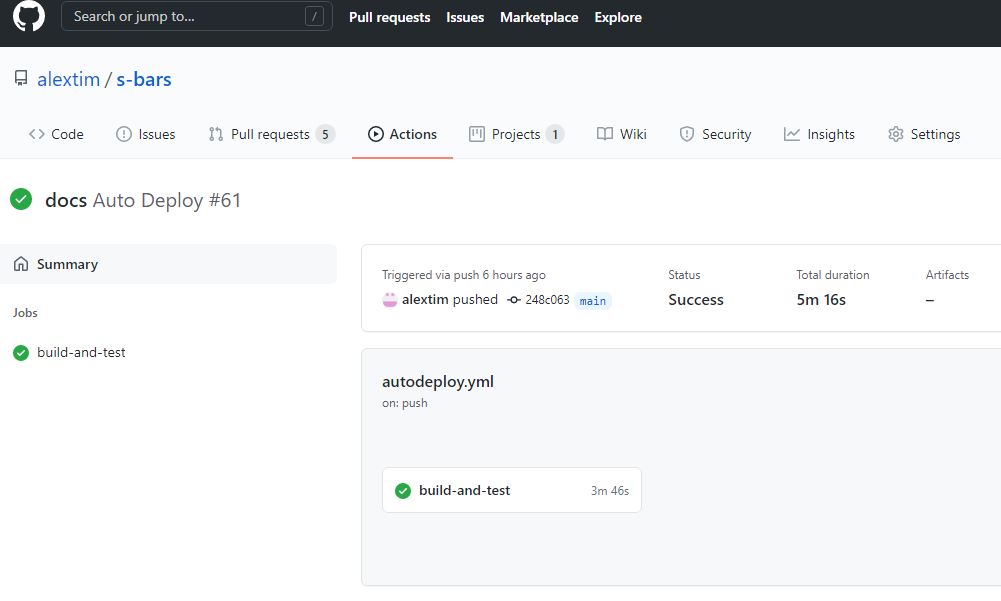 Search or jump to... / Pull requests Issues Marketplace Explore
alextim / s-bars
Code Issues Pull requests 5 Actions Projects 1 Wiki Security Insights Settings
docs Auto Deploy #61
Summary
Jobs
build-and-test
Triggered via push 6 hours ago Status Total duration Artifacts
alextim pushed 248c063 main Success 5m 16s –
autodeploy.yml
on: push
build-and-test 3m 46s